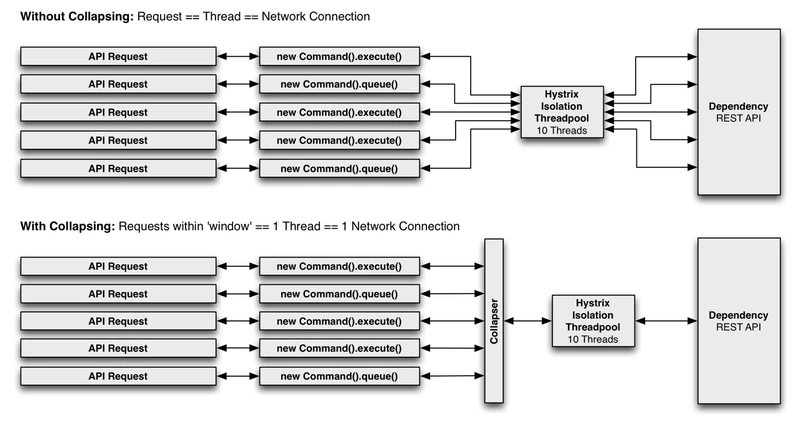 Without Collapsing: Request == Thread == Network Connection
API Request
new Command().execute()
API Request
new Command().queue()
API Request
new Command().execute()
API Request
new Command().execute()
API Request
new Command().queue()
Hystrix
Isolation
Threadpool
10 Threads
Dependency
REST API
With Collapsing: Requests within 'window' == 1 Thread == 1 Network Connection
API Request
new Command().execute()
API Request
new Command().queue()
API Request
new Command().execute()
API Request
new Command().execute()
API Request
new Command().queue()
Collapser
Hystrix
Isolation
Threadpool
10 Threads
Dependency
REST API